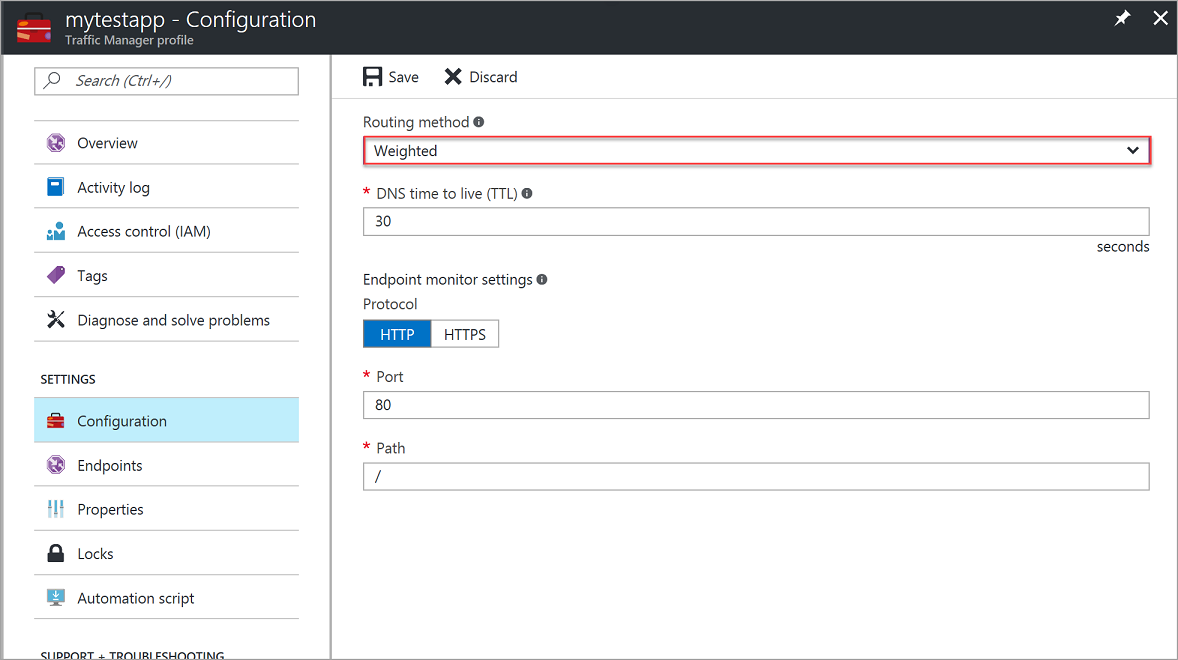 mytestapp - Configuration
Traffic Manager profile
Search (Ctrl+/)
Overview
Activity log
Access control (IAM)
Tags
Diagnose and solve problems
SETTINGS
Configuration
Endpoints
Properties
Locks
Automation script
SUPPORT + TROUBLESHOOTING
Save Discard
Routing method
Weighted
* DNS time to live (TTL)
30
seconds
Endpoint monitor settings
Protocol
HTTP HTTPS
* Port
80
* Path
/